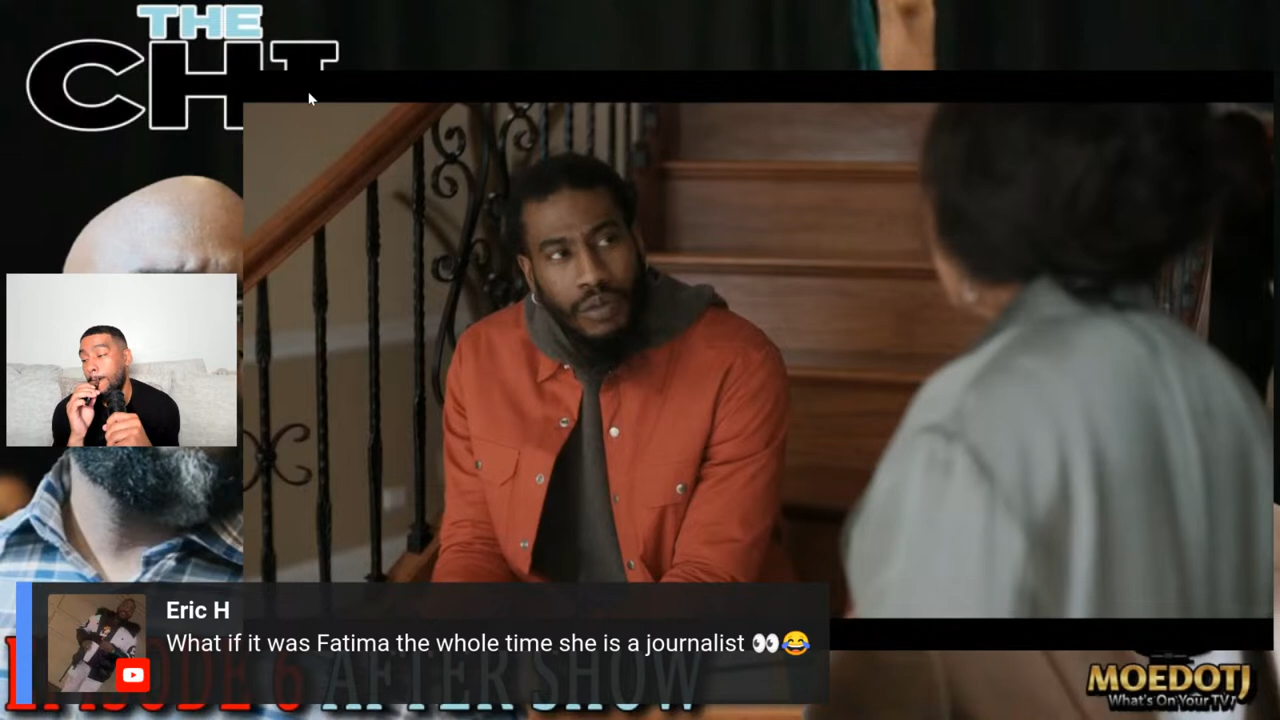 THE
CHI
Eric H
What if it was Fatima the whole time she is a journalist 👀😂
EPISODE 6 AFTER SHOW
MOEDOTJ
What's On Your TV?